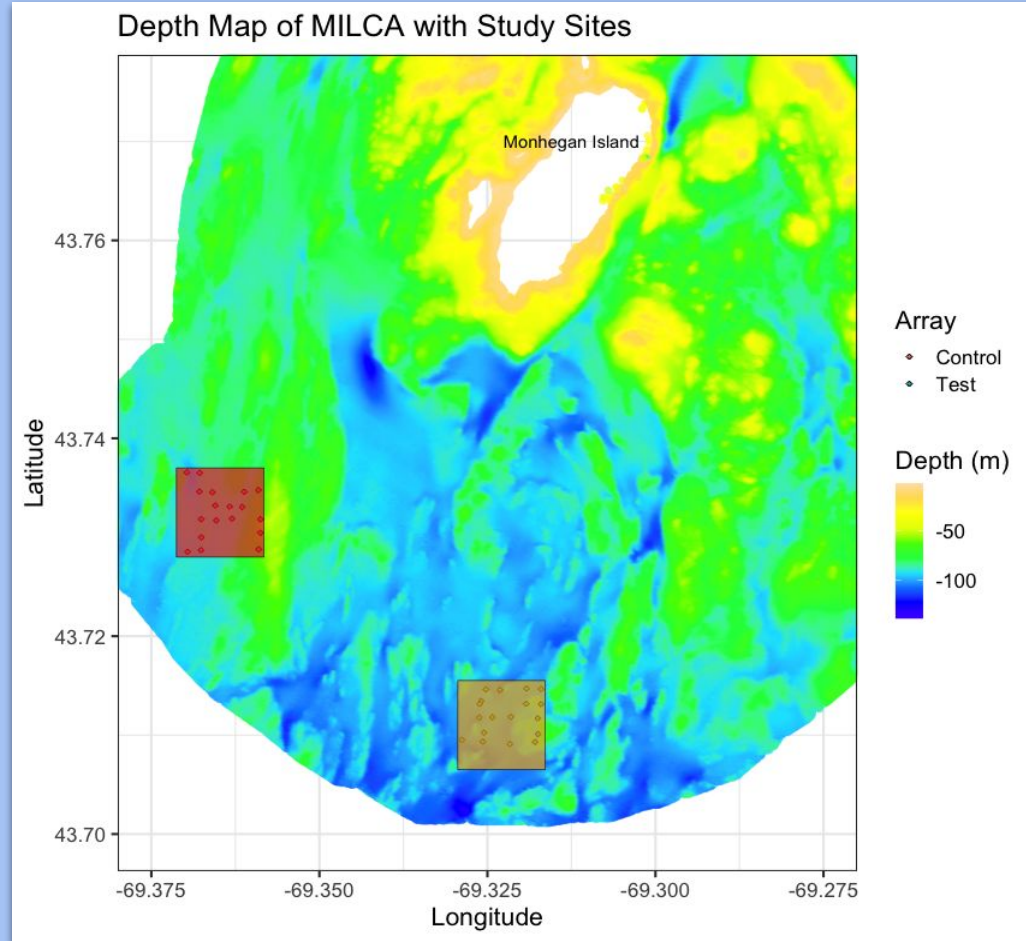 Depth Map of MILCA with Study Sites
Monhegan Island
43.76
43.74
43.72
43.70
Latitude
-69.375
-69.350
-69.325
-69.300
-69.275
Longitude
Array
Control
Test
Depth (m)
-50
-100